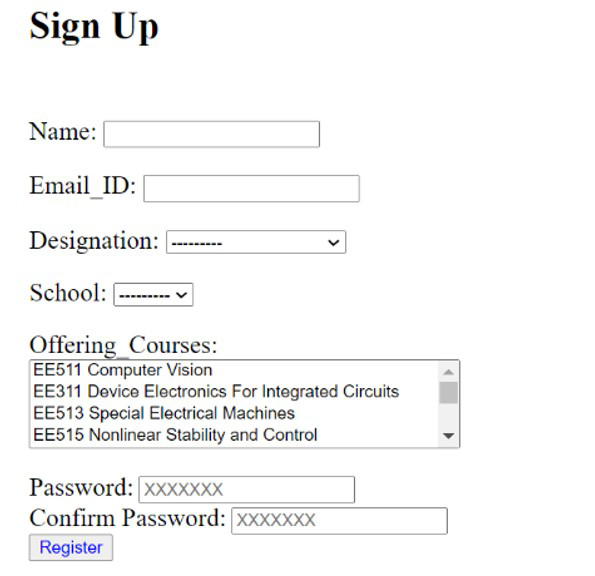 Sign Up
Name:
Email_ID:
Designation: ---------
School: ---------
Offering_Courses:
EE511 Computer Vision
EE311 Device Electronics For Integrated Circuits
EE513 Special Electrical Machines
EE515 Nonlinear Stability and Control
Password: XXXXXXX
Confirm Password: XXXXXXX
Register